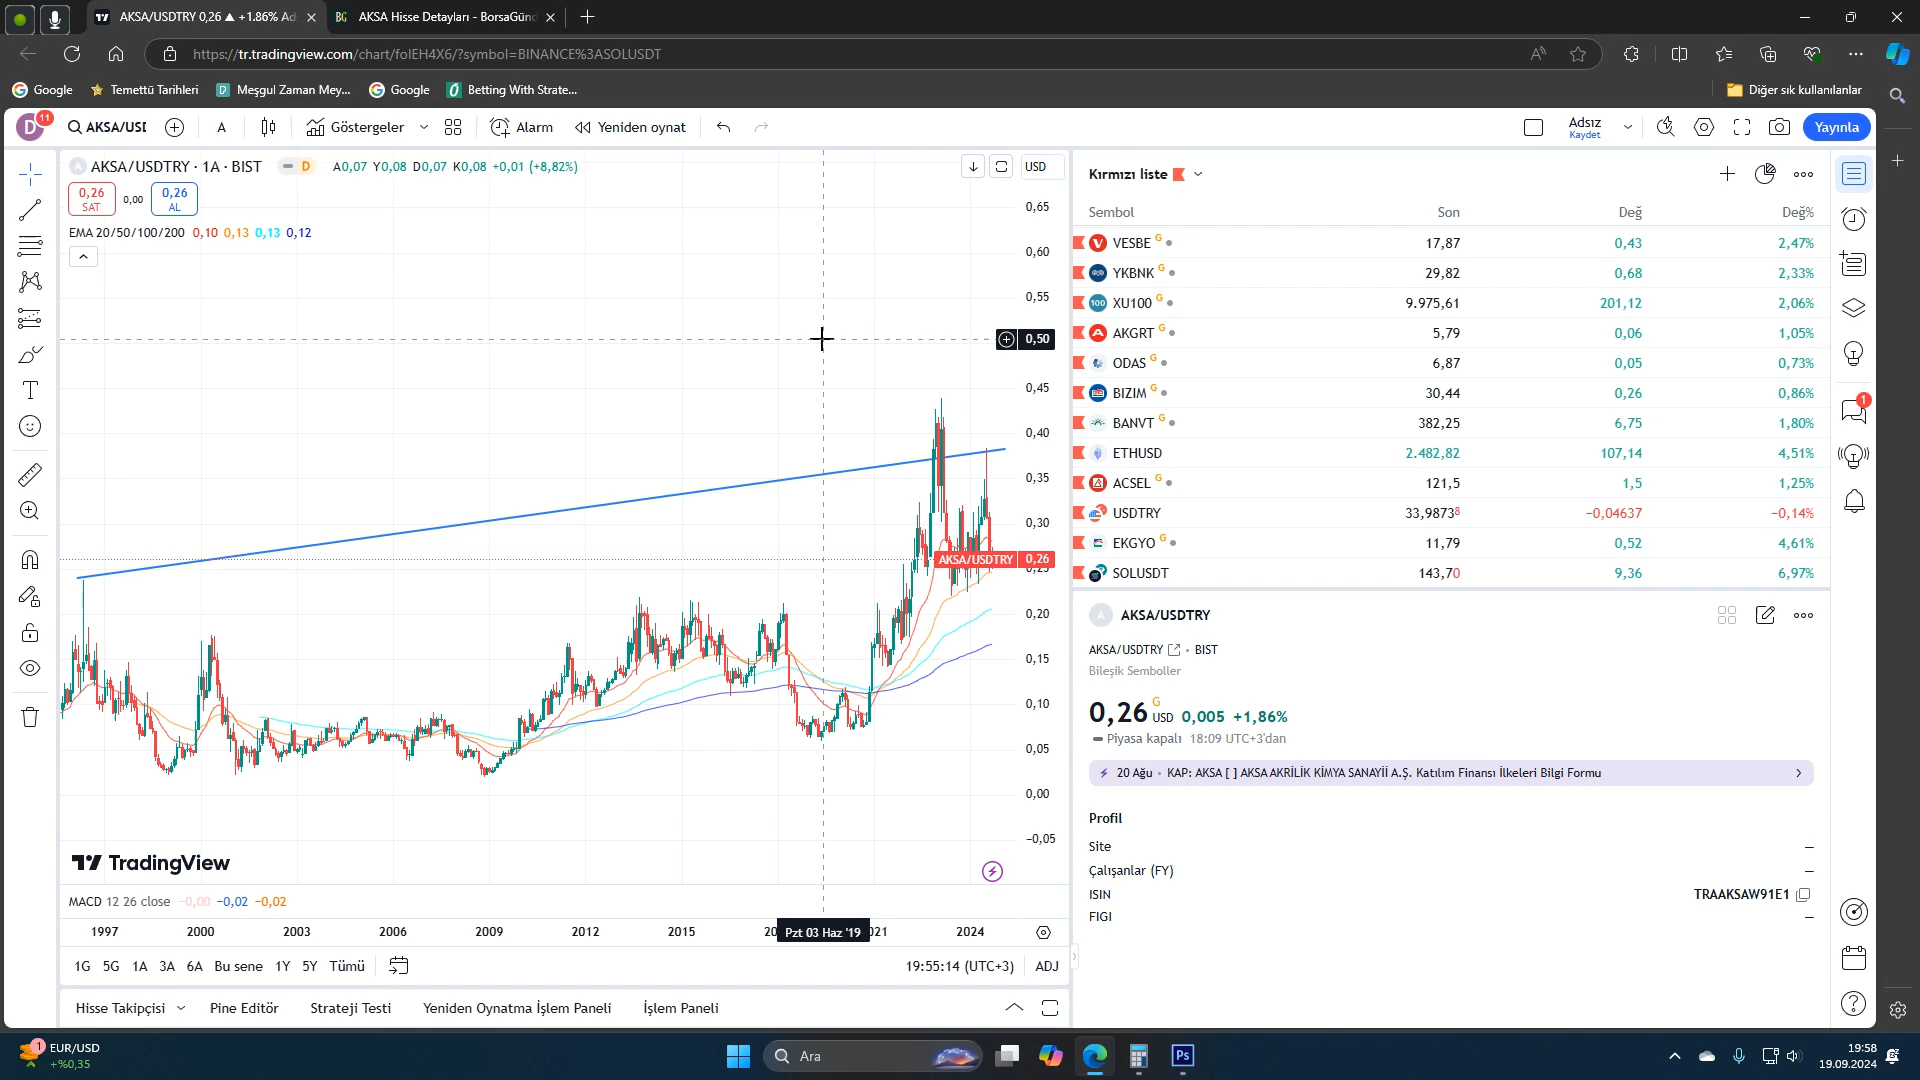 AKSA/USDTRY 0,26 ▲ +1.86% Ad
AKSA Hisse Detayları - BorsaGünd
https://tr.tradingview.com/chart/folEH4X6/?symbol=BINANCE%3ASOLUSDT
Google
Temettü Tarihleri
Meşgul Zaman Mey...
Google
Betting With Strate...
Diğer sık kullanılanlar
D 11
AKSA/USI
A
Göstergeler
Alarm
Yeniden oynat
Adsız
Kaydet
Yayınla
AKSA/USDTRY · 1A · BIST
D
A0,07 Y0,08 D0,07 K0,08 +0,01 (+8,82%)
USD
0,26
SAT
0,00
0,26
AL
EMA 20/50/100/200 0,10 0,13 0,13 0,12
0,65
0,60
0,55
0,50
0,45
0,40
0,35
0,30
AKSA/USDTRY 0,26
0,25
0,20
0,15
0,10
0,05
0,00
−0,05
TradingView
MACD 12 26 close −0,00 −0,02 −0,02
1997 2000 2003 2006 2009 2012 2015 20 Pzt 03 Haz '19 021 2024
1G 5G 1A 3A 6A Bu sene 1Y 5Y Tümü
19:55:14 (UTC+3) ADJ
Hisse Takipçisi
Pine Editör
Strateji Testi
Yeniden Oynatma İşlem Paneli
İşlem Paneli
Kırmızı liste
Sembol Son Değ Değ%
VESBE G 17,87 0,43 2,47%
YKBNK G 29,82 0,68 2,33%
100 XU100 G 9.975,61 201,12 2,06%
AKGRT G 5,79 0,06 1,05%
ODAS G 6,87 0,05 0,73%
BIZIM G 30,44 0,26 0,86%
BANVT G 382,25 6,75 1,80%
ETHUSD 2.482,82 107,14 4,51%
ACSEL G 121,5 1,5 1,25%
USDTRY 33,9873⁸ −0,04637 −0,14%
EKGYO G 11,79 0,52 4,61%
SOLUSDT 143,70 9,36 6,97%
A AKSA/USDTRY
AKSA/USDTRY • BIST
Bileşik Semboller
0,26 G USD 0,005 +1,86%
Piyasa kapalı 18:09 UTC+3'dan
20 Ağu • KAP: AKSA [ ] AKSA AKRİLİK KİMYA SANAYİİ A.Ş. Katılım Finansı İlkeleri Bilgi Formu
Profil
Site –
Çalışanlar (FY) –
ISIN TRAAKSAW91E1
FIGI –
1
1
EUR/USD
+%0,35
Ara
Ps
19:58
19.09.2024